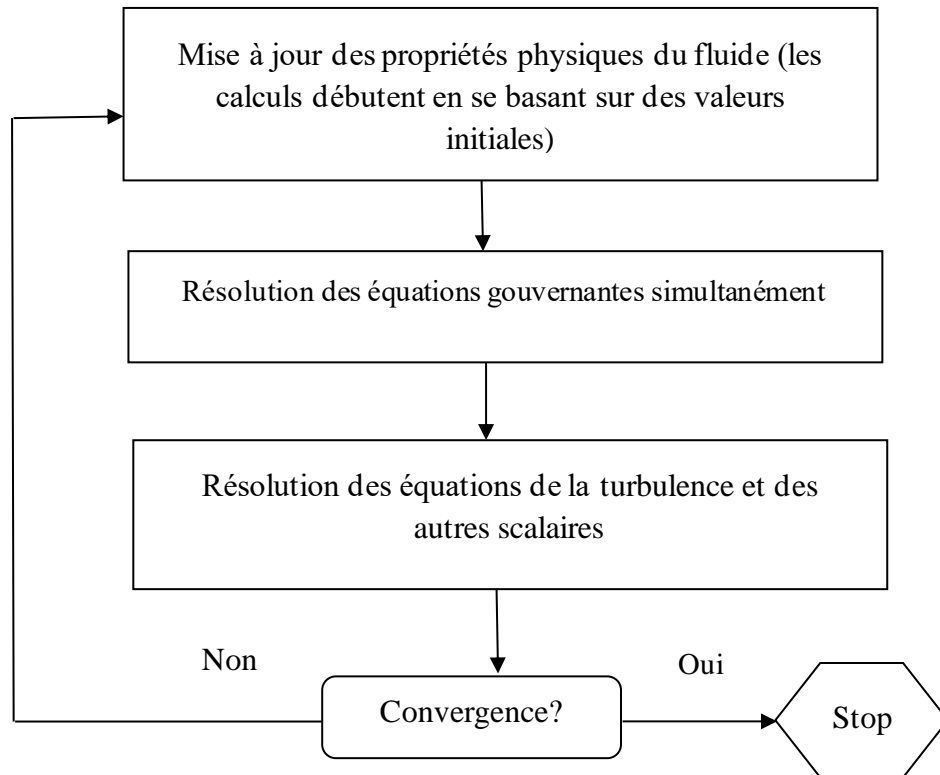 Mise à jour des propriétés physiques du fluide (les
calculs débutent en se basant sur des valeurs
initiales)
Résolution des équations gouvernantes simultanément
Résolution des équations de la turbulence et des
autres scalaires
Non
Oui
Convergence?
Stop